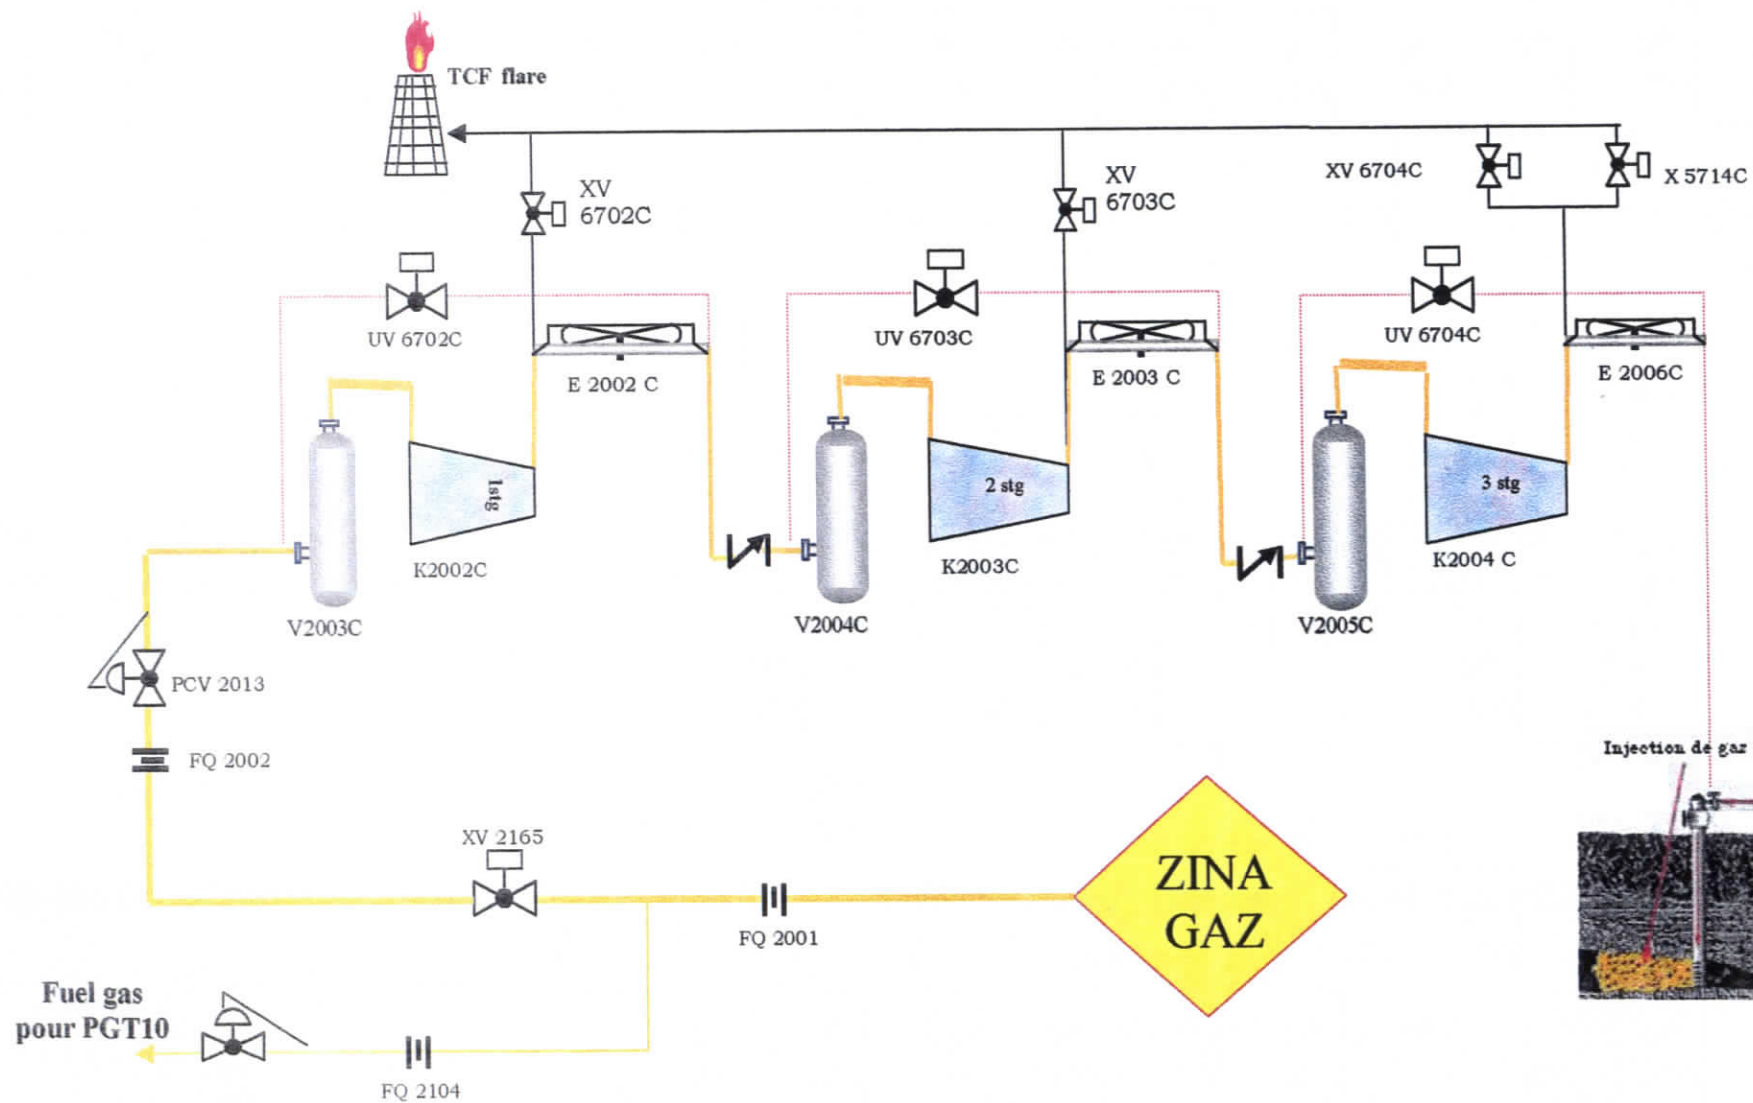 TCF flare
XV
6702C
XV
6703C
XV 6704C
X 5714C
UV 6702C
UV 6703C
UV 6704C
E 2002 C
E 2003 C
E 2006C
1stg
2 stg
3 stg
K2002C
K2003C
K2004 C
V2003C
V2004C
V2005C
PCV 2013
FQ 2002
Injection de gaz
XV 2165
ZINA
GAZ
FQ 2001
Fuel gas
pour PGT10
FQ 2104